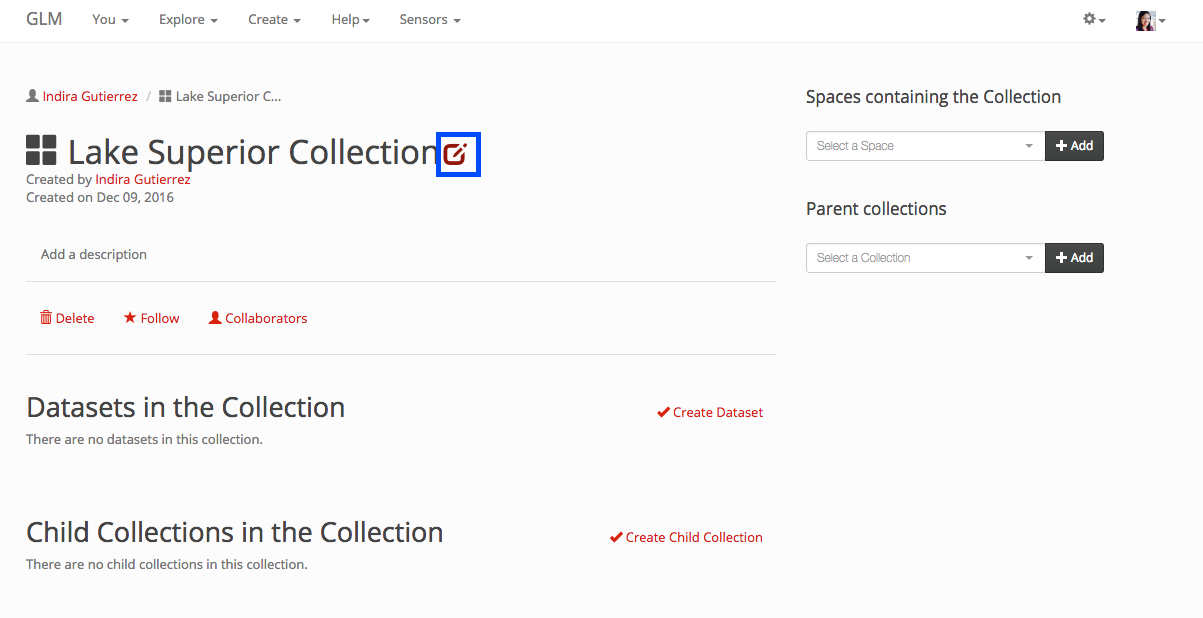 GLM You Explore Create Help Sensors
Indira Gutierrez / Lake Superior C...
Lake Superior Collection
Created by Indira Gutierrez
Created on Dec 09, 2016
Add a description
Delete Follow Collaborators
Datasets in the Collection
Create Dataset
There are no datasets in this collection.
Child Collections in the Collection
Create Child Collection
There are no child collections in this collection.
Spaces containing the Collection
Select a Space Add
Parent collections
Select a Collection Add